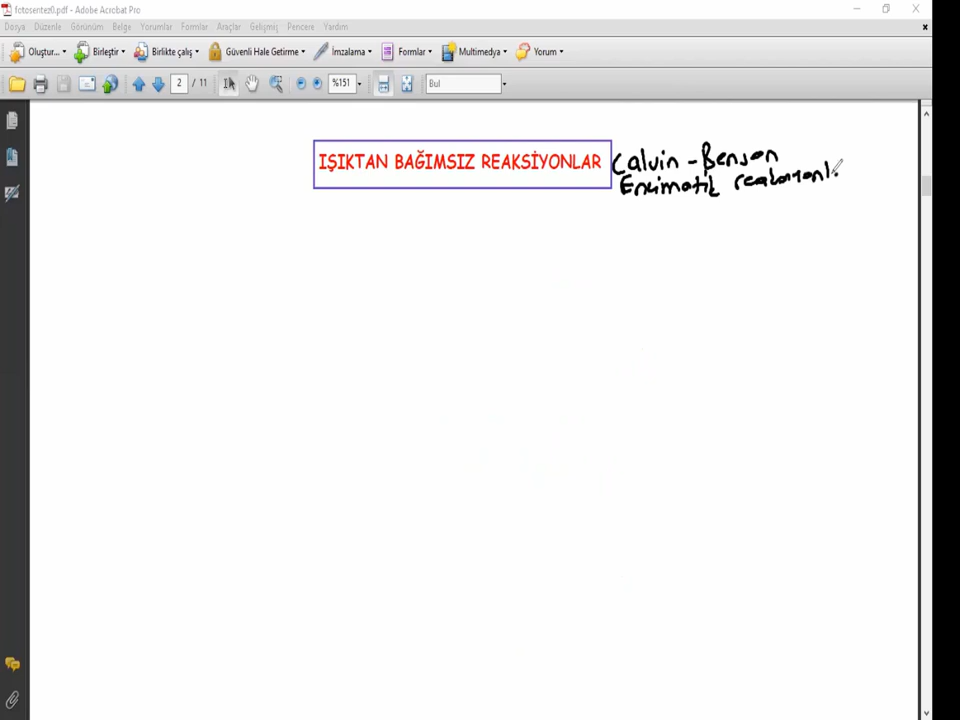 fotosentez0.pdf - Adobe Acrobat Pro
Dosya Düzenle Görünüm Belge Yorumlar Formlar Araçlar Gelişmiş Pencere Yardım
Oluştur... Birleştir Birlikte çalış Güvenli Hale Getirme İmzalama Formlar Multimedya Yorum
2 / 11 %151 Bul
IŞIKTAN BAĞIMSIZ REAKSİYONLAR Calvin - Benson
Enzimatik